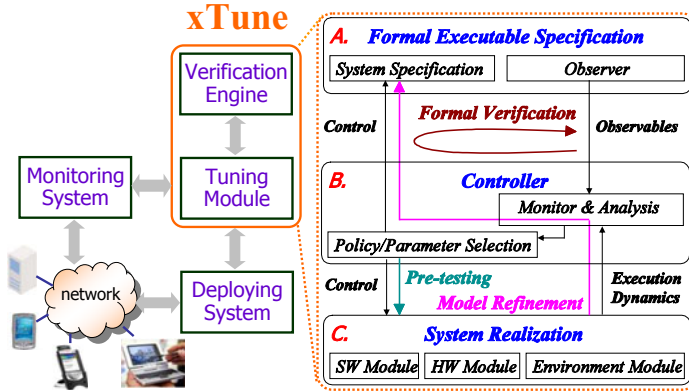 xTune
Verification
Engine
Monitoring
System
Tuning
Module
network
Deploying
System
A. Formal Executable Specification
System Specification
Observer
Formal Verification
Control
Observables
B. Controller
Monitor & Analysis
Policy/Parameter Selection
Control
Pre-testing
Model Refinement
Execution
Dynamics
C. System Realization
SW Module
HW Module
Environment Module